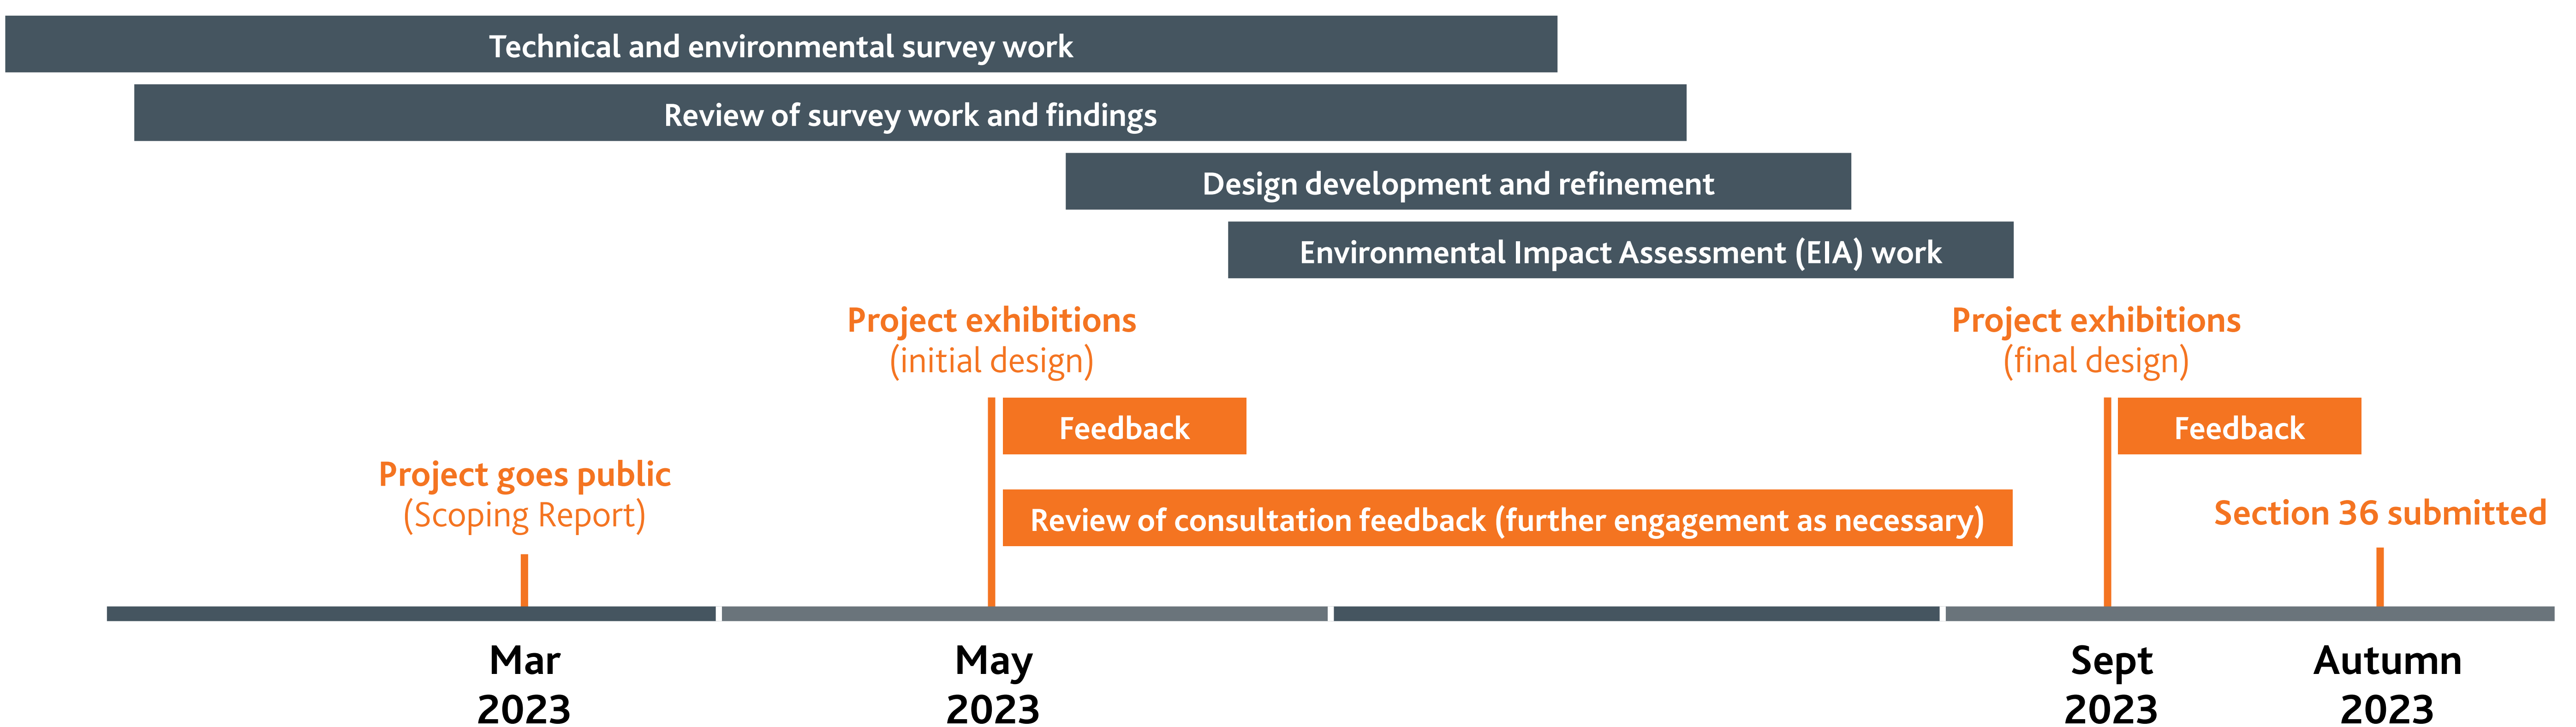 Technical and environmental survey work
Review of survey work and findings
Design development and refinement
Environmental Impact Assessment (EIA) work
Project exhibitions
(initial design)
Project exhibitions
(final design)
Feedback
Feedback
Project goes public
(Scoping Report)
Review of consultation feedback (further engagement as necessary)
Section 36 submitted
Mar
2023
May
2023
Sept
2023
Autumn
2023